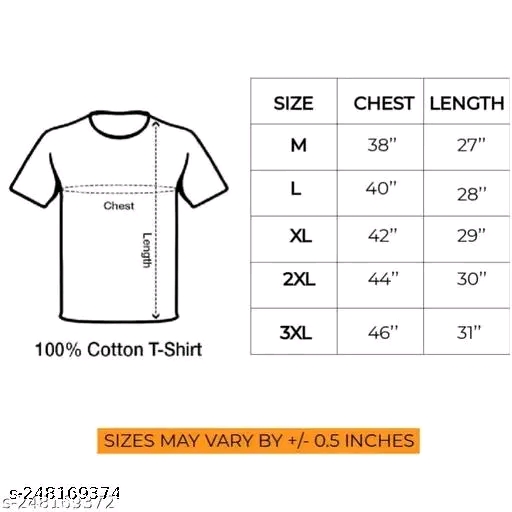 SIZE CHEST LENGTH
M 38’’ 27’’
L 40’’ 28’’
XL 42’’ 29’’
2XL 44’’ 30’’
3XL 46’’ 31’’
Chest
Length
100% Cotton T-Shirt
SIZES MAY VARY BY +/- 0.5 INCHES
s-248169374
s-248169372